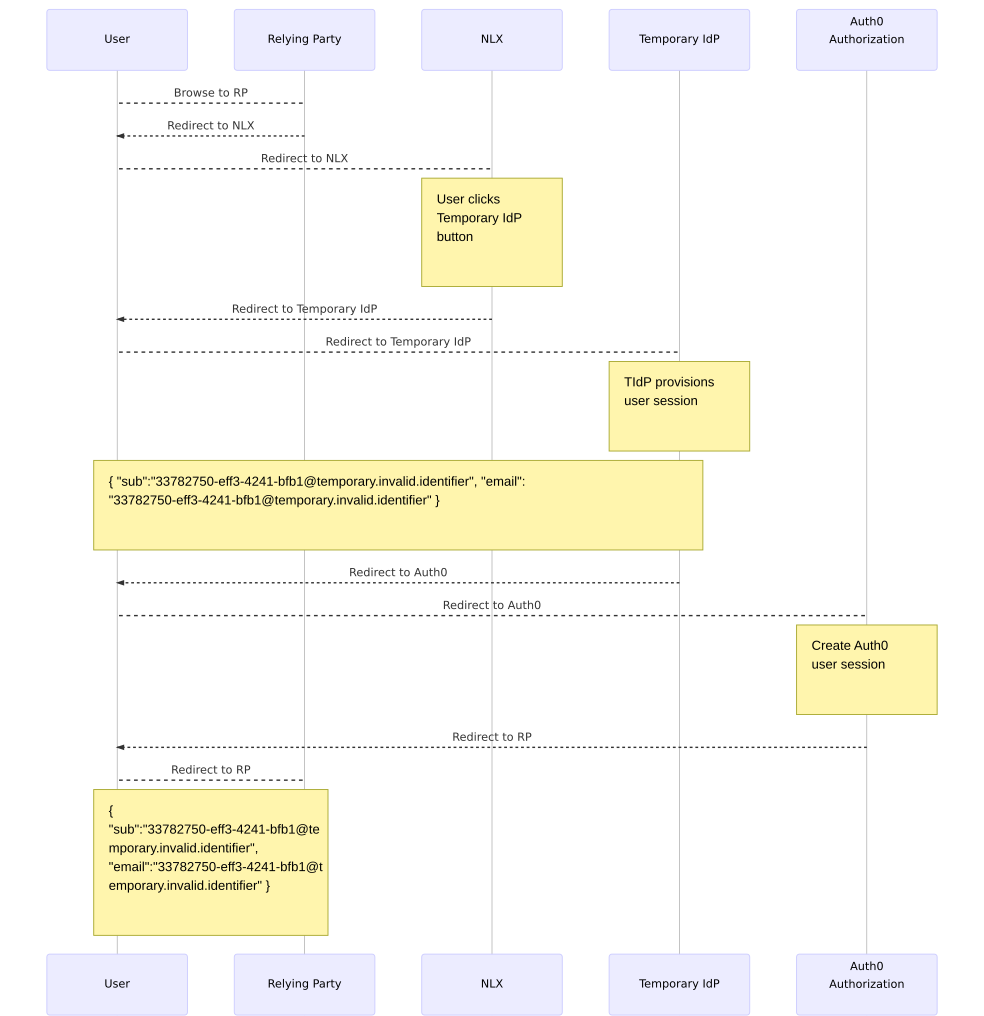 User
Relying Party
NLX
Temporary IdP
Auth0
Authorization
Browse to RP
Redirect to NLX
Redirect to NLX
User clicks
Temporary IdP
button
Redirect to Temporary IdP
Redirect to Temporary IdP
TIdP provisions
user session
{ "sub":"33782750-eff3-4241-bfb1@temporary.invalid.identifier", "email":
"33782750-eff3-4241-bfb1@temporary.invalid.identifier" }
Redirect to Auth0
Redirect to Auth0
Create Auth0
user session
Redirect to RP
Redirect to RP
{
"sub":"33782750-eff3-4241-bfb1@te
mporary.invalid.identifier",
"email":"33782750-eff3-4241-bfb1@t
emporary.invalid.identifier" }
User
Relying Party
NLX
Temporary IdP
Auth0
Authorization